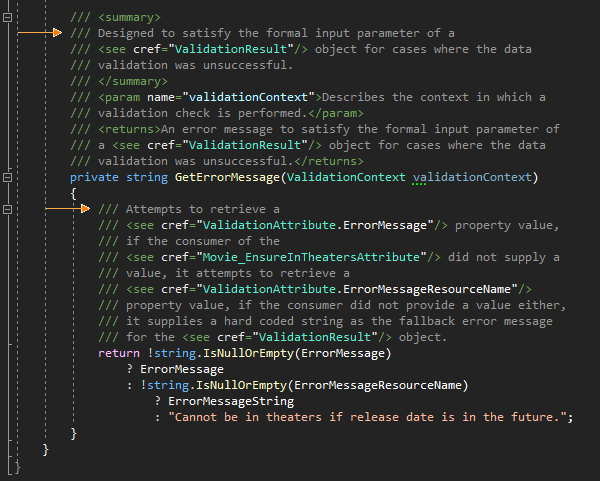 /// <summary>
/// Designed to satisfy the formal input parameter of a
/// <see cref="ValidationResult"/> object for cases where the data
/// validation was unsuccessful.
/// </summary>
/// <param name="validationContext">Describes the context in which a
/// validation check is performed.</param>
/// <returns>An error message to satisfy the formal input parameter of
/// a <see cref="ValidationResult"/> object for cases where the data
/// validation was unsuccessful.</returns>
private string GetErrorMessage(ValidationContext validationContext)
{
/// Attempts to retrieve a
/// <see cref="ValidationAttribute.ErrorMessage"/> property value,
/// if the consumer of the
/// <see cref="Movie_EnsureInTheatersAttribute"/> did not supply a
/// value, it attempts to retrieve a
/// <see cref="ValidationAttribute.ErrorMessageResourceName"/>
/// property value, if the consumer did not provide a value either,
/// it supplies a hard coded string as the fallback error message
/// for the <see cref="ValidationResult"/> object.
return !string.IsNullOrEmpty(ErrorMessage)
? ErrorMessage
: !string.IsNullOrEmpty(ErrorMessageResourceName)
? ErrorMessageString
: "Cannot be in theaters if release date is in the future.";
}
}
}